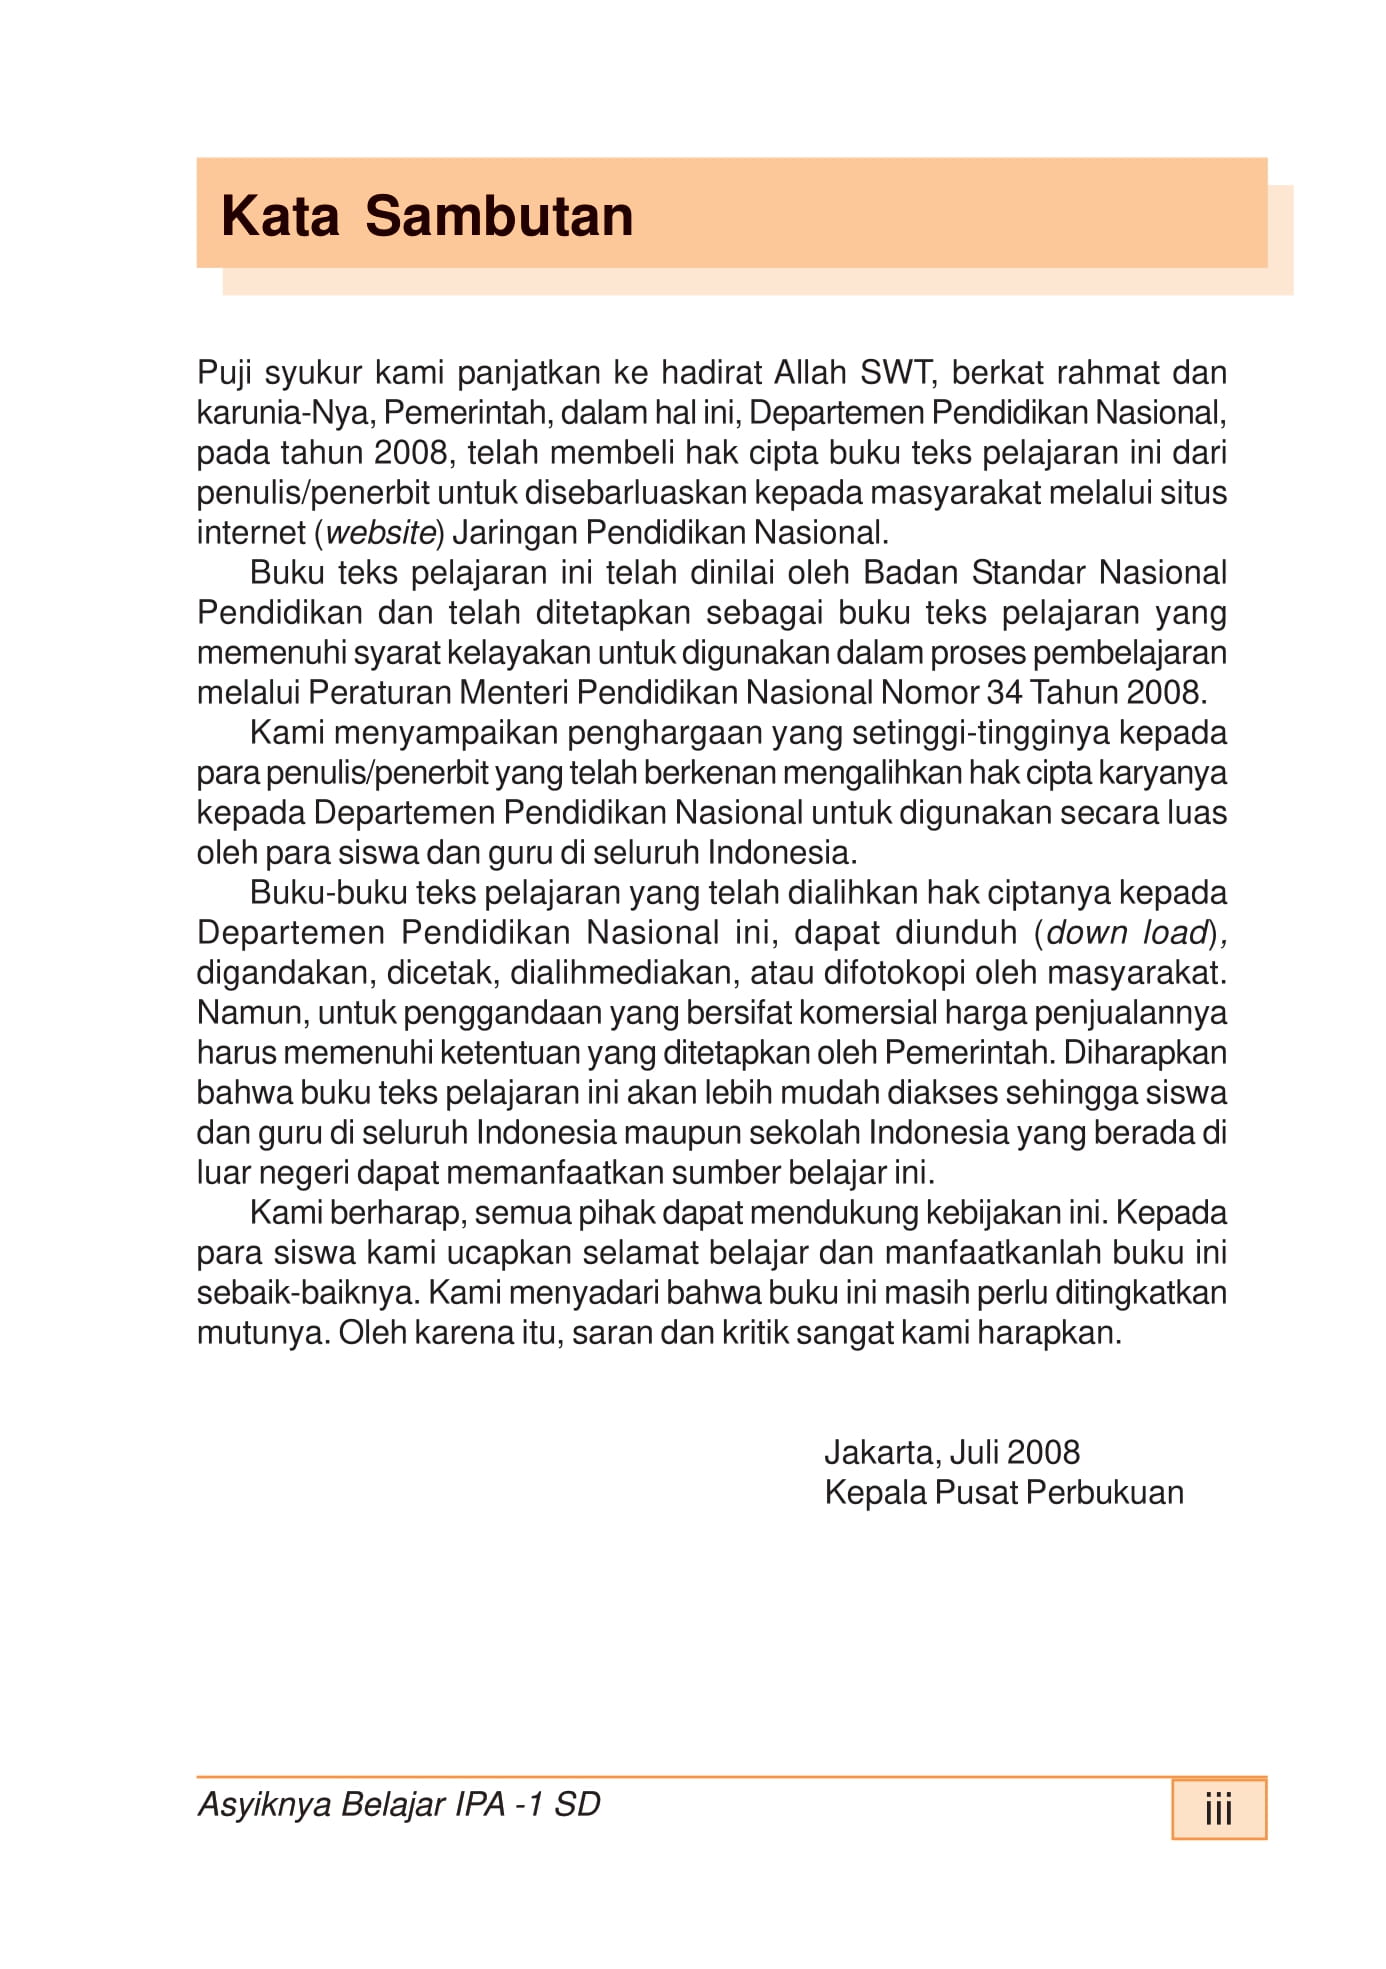 Kata Sambutan
Puji syukur kami panjatkan ke hadirat Allah SWT, berkat rahmat dan
karunia-Nya, Pemerintah, dalam hal ini, Departemen Pendidikan Nasional,
pada tahun 2008, telah membeli hak cipta buku teks pelajaran ini dari
penulis/penerbit untuk disebarluaskan kepada masyarakat melalui situs
internet (website) Jaringan Pendidikan Nasional.
Buku teks pelajaran ini telah dinilai oleh Badan Standar Nasional
Pendidikan dan telah ditetapkan sebagai buku teks pelajaran yang
memenuhi syarat kelayakan untuk digunakan dalam proses pembelajaran
melalui Peraturan Menteri Pendidikan Nasional Nomor 34 Tahun 2008.
Kami menyampaikan penghargaan yang setinggi-tingginya kepada
para penulis/penerbit yang telah berkenan mengalihkan hak cipta karyanya
kepada Departemen Pendidikan Nasional untuk digunakan secara luas
oleh para siswa dan guru di seluruh Indonesia.
Buku-buku teks pelajaran yang telah dialihkan hak ciptanya kepada
Departemen Pendidikan Nasional ini, dapat diunduh (down load),
digandakan, dicetak, dialihmediakan, atau difotokopi oleh masyarakat.
Namun, untuk penggandaan yang bersifat komersial harga penjualannya
harus memenuhi ketentuan yang ditetapkan oleh Pemerintah. Diharapkan
bahwa buku teks pelajaran ini akan lebih mudah diakses sehingga siswa
dan guru di seluruh Indonesia maupun sekolah Indonesia yang berada di
luar negeri dapat memanfaatkan sumber belajar ini.
Kami berharap, semua pihak dapat mendukung kebijakan ini. Kepada
para siswa kami ucapkan selamat belajar dan manfaatkanlah buku ini
sebaik-baiknya. Kami menyadari bahwa buku ini masih perlu ditingkatkan
mutunya. Oleh karena itu, saran dan kritik sangat kami harapkan.
Jakarta, Juli 2008
Kepala Pusat Perbukuan
Asyiknya Belajar IPA -1 SD
iii